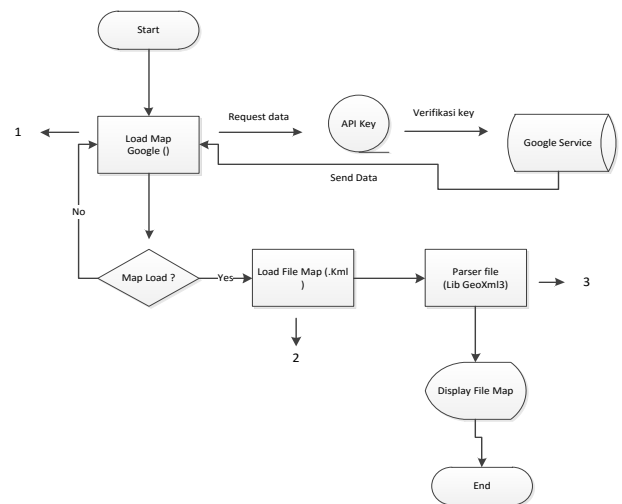 Start
1
Load Map
Google ()
Request data
API Key
Verifikasi key
Google Service
Send Data
No
Map Load ?
Yes
Load File Map (.Kml
)
Parser file
(Lib GeoXml3)
3
2
Display File Map
End